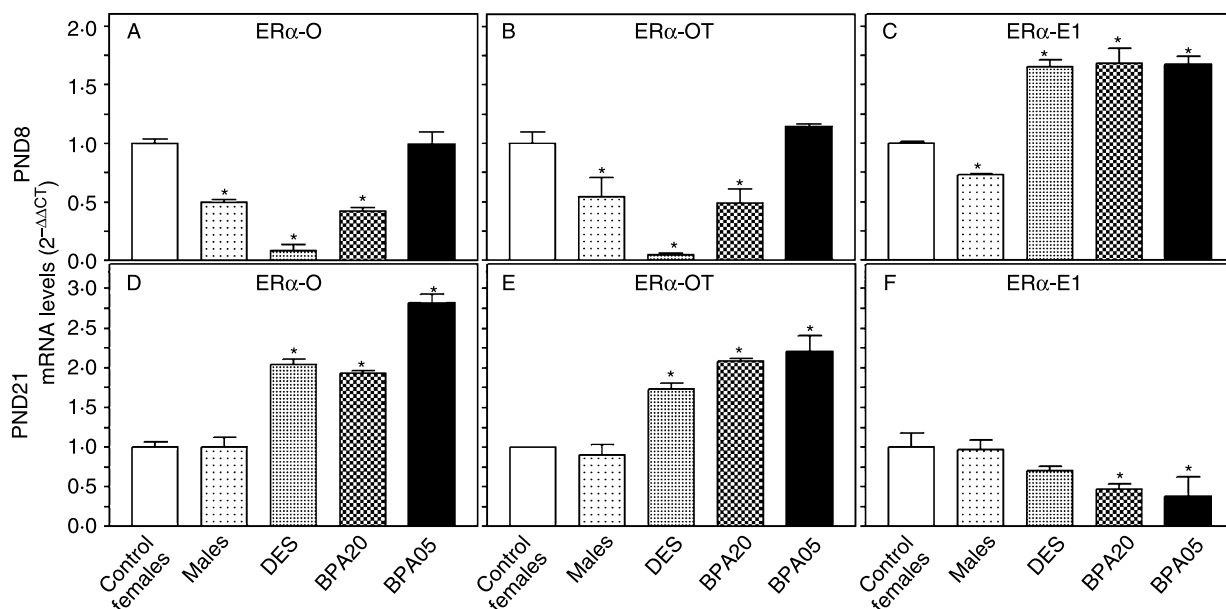 A ERα-O
B ERα-OT
C ERα-E1
2·0
1·5
1·0
0·5
0·0
* * *
* * *
* * * *
PND8
mRNA levels (2−ΔΔCT)
PND21
D ERα-O
E ERα-OT
F ERα-E1
3·0
2·5
2·0
1·5
1·0
0·5
0·0
* * *
* * *
* *
Control females
Males
DES
BPA20
BPA05
Control females
Males
DES
BPA20
BPA05
Control females
Males
DES
BPA20
BPA05